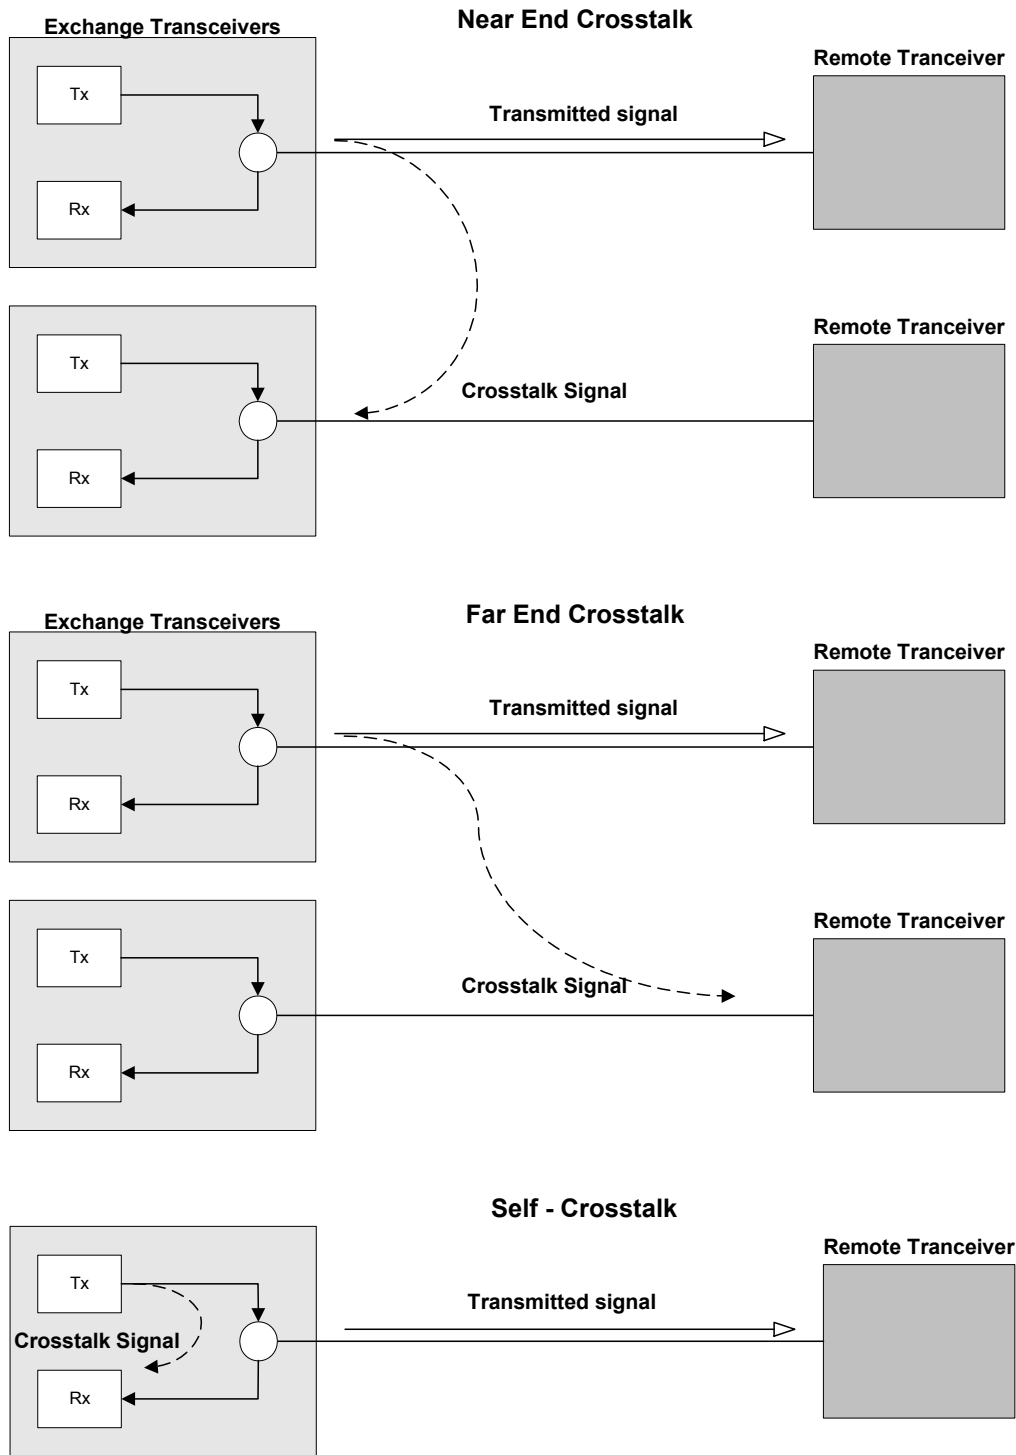 Near End Crosstalk
Exchange Transceivers
Remote Tranceiver
Tx
Transmitted signal
Rx
Remote Tranceiver
Tx
Crosstalk Signal
Rx
Far End Crosstalk
Exchange Transceivers
Remote Tranceiver
Tx
Transmitted signal
Rx
Remote Tranceiver
Tx
Crosstalk Signal
Rx
Self - Crosstalk
Remote Tranceiver
Tx
Transmitted signal
Crosstalk Signal
Rx